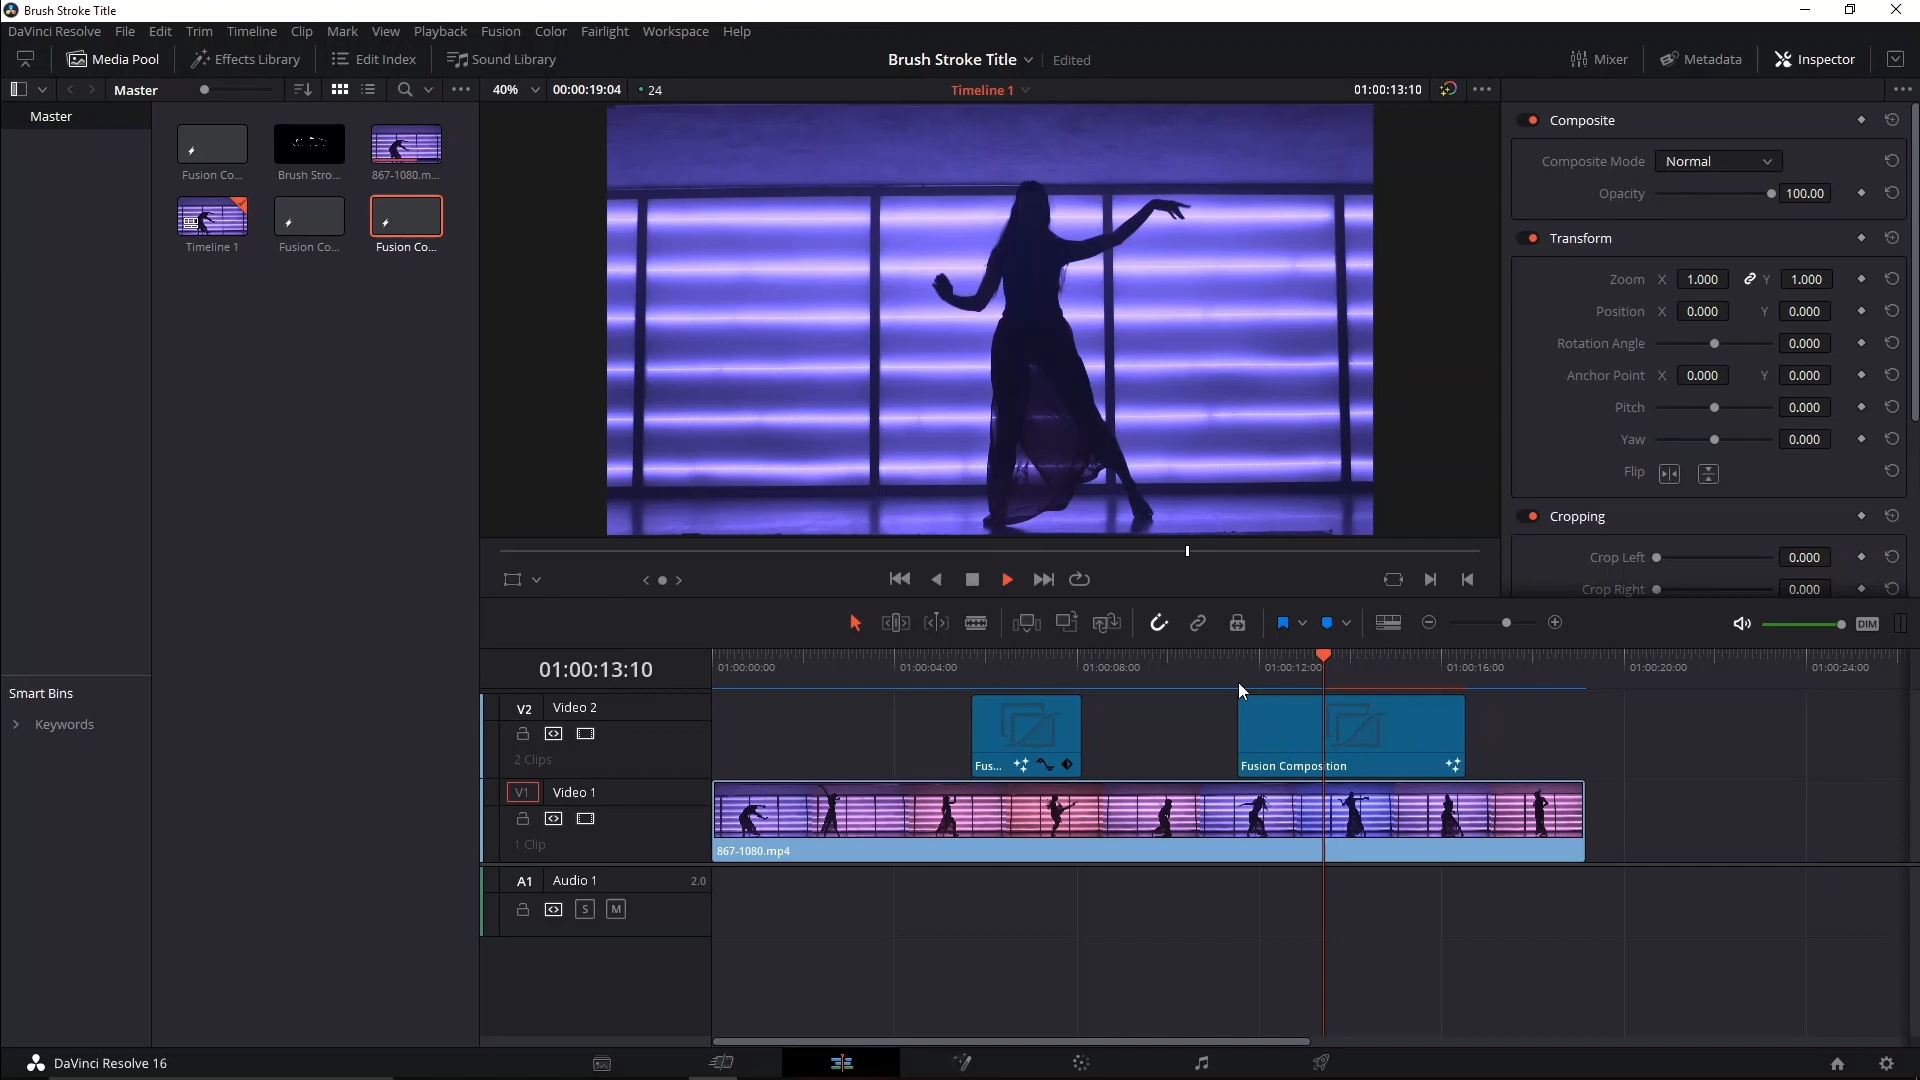 Brush Stroke Title
DaVinci Resolve File Edit Trim Timeline Clip Mark View Playback Fusion Color Fairlight Workspace Help
Media Pool Effects Library Edit Index Sound Library Brush Stroke Title Edited Mixer Metadata Inspector
Master 40% 00:00:19:04 24 Timeline 1 01:00:13:10
Master
Fusion Co... Brush Stro... 867-1080.m...
Timeline 1 Fusion Co... Fusion Co...
Composite
Composite Mode Normal
Opacity 100.00
Transform
Zoom X 1.000 Y 1.000
Position X 0.000 Y 0.000
Rotation Angle 0.000
Anchor Point X 0.000 Y 0.000
Pitch 0.000
Yaw 0.000
Flip
Cropping
Crop Left 0.000
Crop Right 0.000
DIM
01:00:13:10 01:00:00:00 01:00:04:00 01:00:08:00 01:00:12:00 01:00:16:00 01:00:20:00 01:00:24:00
Smart Bins
Keywords
V2 Video 2
2 Clips
Fus... Fusion Composition
V1 Video 1
1 Clip
867-1080.mp4
A1 Audio 1 2.0
S M
DaVinci Resolve 16